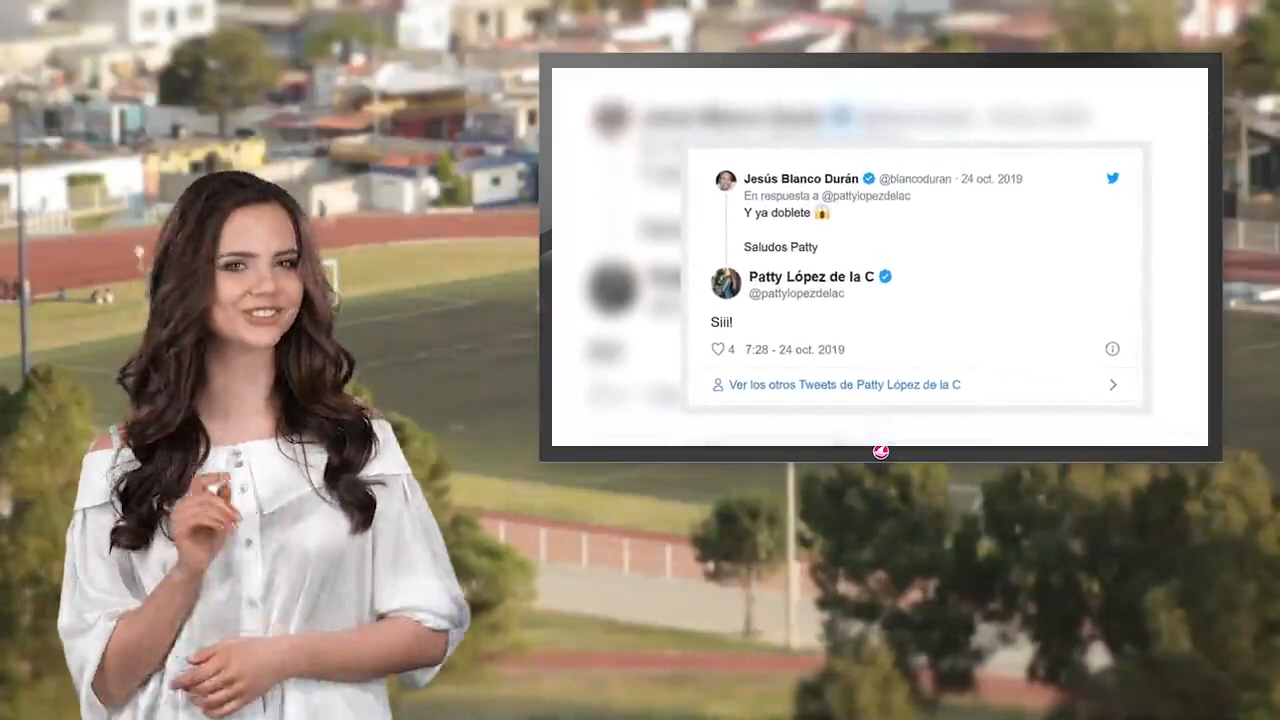 Jesús Blanco Durán @blancoduran · 24 oct. 2019
En respuesta a @pattylopezdelac
Y ya doblete 😱
Saludos Patty
Patty López de la C
@pattylopezdelac
Siii!
4 7:28 - 24 oct. 2019
Ver los otros Tweets de Patty López de la C